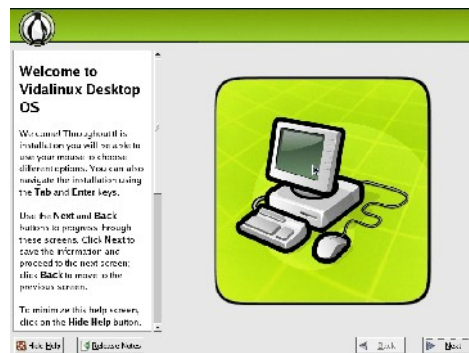 Welcome to
Vidalinux Desktop
OS
Welcome! Throughout this
installation you will be able to
use your mouse to choose
different options. You can also
navigate the installation using
the Tab and Enter keys.
Use the Next and Back
buttons to progress through
these screens. Click Next to
save the information and
proceed to the next screen;
click Back to move to the
previous screen.
To minimize this help screen,
click on the Hide Help button.
Hide Help
Release Notes
Back
Next